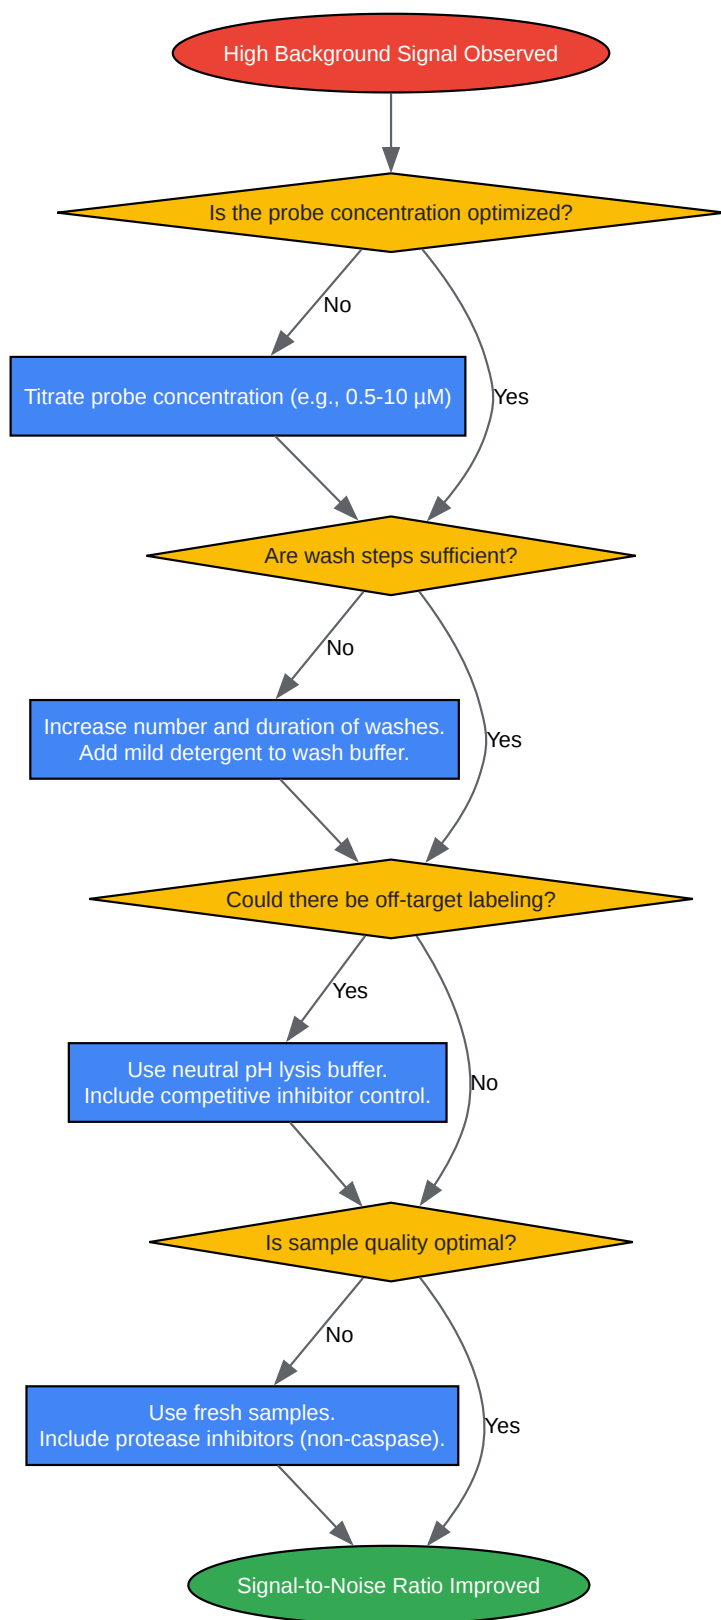 High Background Signal Observed
Is the probe concentration optimized?
No
Titrate probe concentration (e.g., 0.5-10 µM)
Yes
Are wash steps sufficient?
No
Increase number and duration of washes.
Add mild detergent to wash buffer.
Yes
Could there be off-target labeling?
Yes
Use neutral pH lysis buffer.
Include competitive inhibitor control.
No
Is sample quality optimal?
No
Use fresh samples.
Include protease inhibitors (non-caspase).
Yes
Signal-to-Noise Ratio Improved